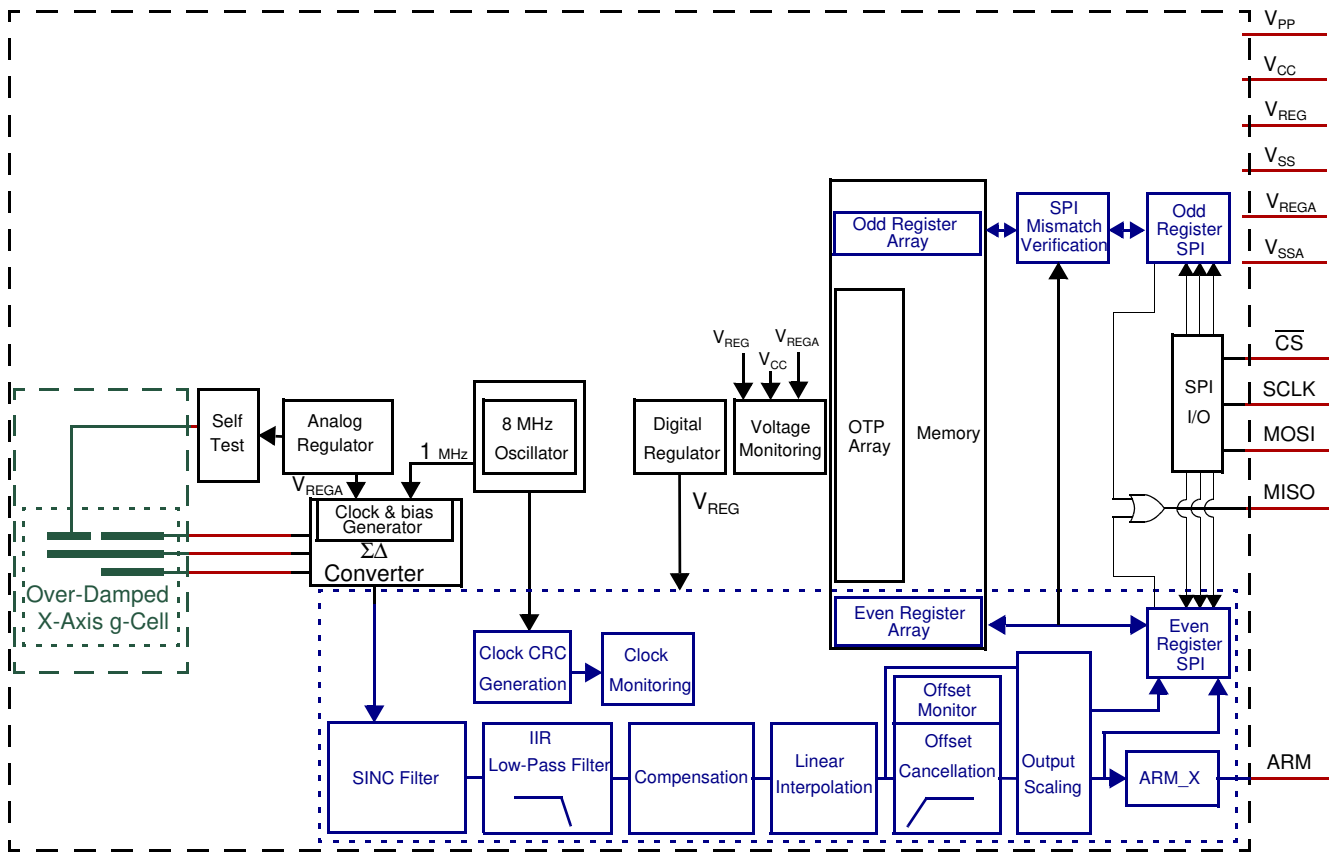 VPP
VCC
VREG
VSS
VREGA
VSSA
Odd Register
Array
SPI
Mismatch
Verification
Odd
Register
SPI
VREG
VCC
VREGA
CS
SCLK
MOSI
MISO
SPI
I/O
Self
Test
Analog
Regulator
8 MHz
Oscillator
1 MHz
Digital
Regulator
Voltage
Monitoring
OTP
Array
Memory
VREGA
VREG
Clock & bias
Generator
ΣΔ
Converter
Over-Damped
X-Axis g-Cell
Even Register
Array
Even
Register
SPI
Clock CRC
Generation
Clock
Monitoring
SINC Filter
IIR
Low-Pass Filter
Compensation
Linear
Interpolation
Offset
Monitor
Offset
Cancellation
Output
Scaling
ARM_X
ARM